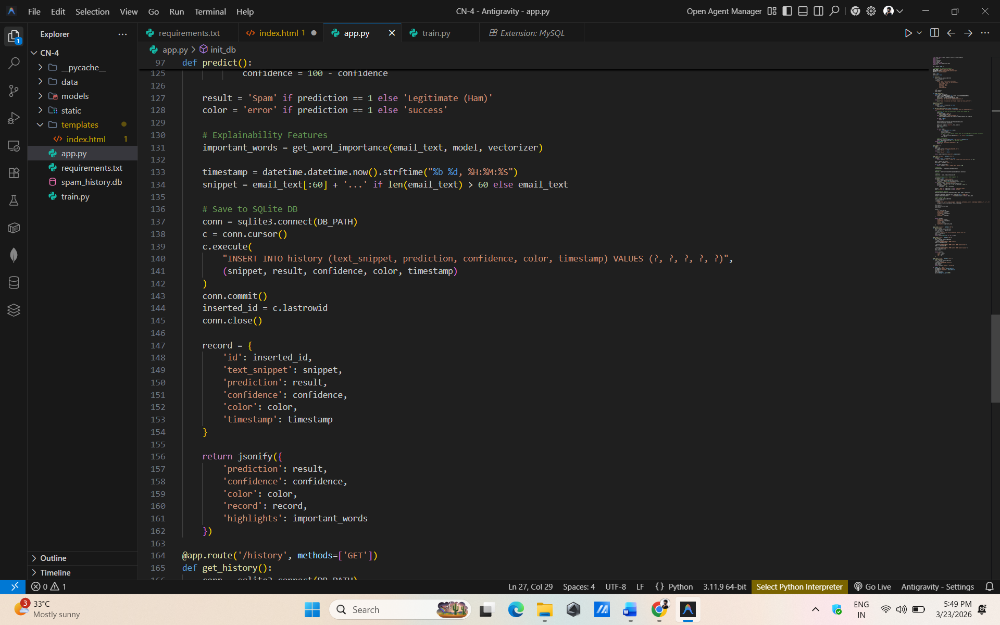 File Edit Selection View Go Run Terminal Help
CN-4 - Antigravity - app.py
Open Agent Manager
Explorer
requirements.txt
index.html 1
app.py
train.py
Extension: MySQL
1
CN-4
__pycache__
data
models
static
templates
index.html 1
app.py
requirements.txt
spam_history.db
train.py
Outline
Timeline
app.py > init_db
97 def predict():
125 confidence = 100 - confidence
126
127 result = 'Spam' if prediction == 1 else 'Legitimate (Ham)'
128 color = 'error' if prediction == 1 else 'success'
129
130 # Explainability Features
131 important_words = get_word_importance(email_text, model, vectorizer)
132
133 timestamp = datetime.datetime.now().strftime("%b %d, %H:%M:%S")
134 snippet = email_text[:60] + '...' if len(email_text) > 60 else email_text
135
136 # Save to SQLite DB
137 conn = sqlite3.connect(DB_PATH)
138 c = conn.cursor()
139 c.execute(
140 "INSERT INTO history (text_snippet, prediction, confidence, color, timestamp) VALUES (?, ?, ?, ?, ?)",
141 (snippet, result, confidence, color, timestamp)
142 )
143 conn.commit()
144 inserted_id = c.lastrowid
145 conn.close()
146
147 record = {
148 'id': inserted_id,
149 'text_snippet': snippet,
150 'prediction': result,
151 'confidence': confidence,
152 'color': color,
153 'timestamp': timestamp
154 }
155
156 return jsonify({
157 'prediction': result,
158 'confidence': confidence,
159 'color': color,
160 'record': record,
161 'highlights': important_words
162 })
163
164 @app.route('/history', methods=['GET'])
165 def get_history():
166 conn = sqlite3.connect(DB_PATH)
0 1
Ln 27, Col 29 Spaces: 4 UTF-8 LF {} Python 3.11.9 64-bit Select Python Interpreter Go Live Antigravity - Settings
3
33°C
Mostly sunny
Search
ENG
IN
5:49 PM
3/23/2026